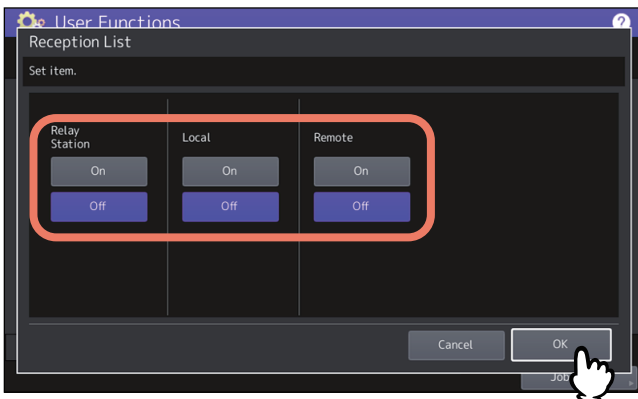 User Functions
?
Reception List
Set item.
Relay
Station
Local
Remote
On
On
On
Off
Off
Off
Cancel
OK
Job